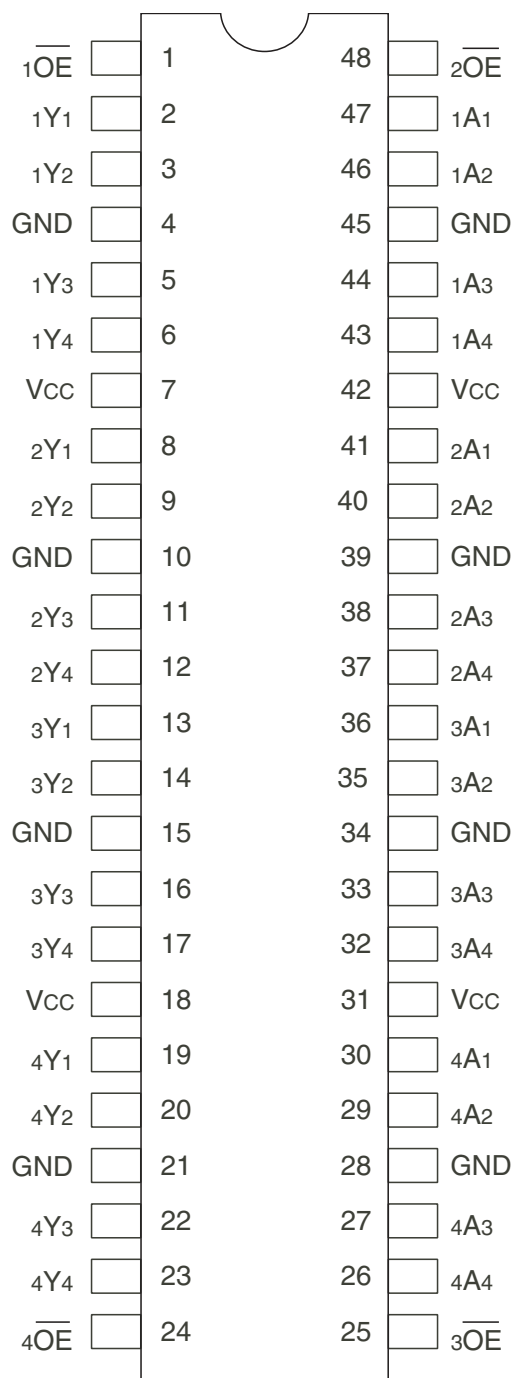 1O̅E̅ 1 48 2O̅E̅
1Y1 2 47 1A1
1Y2 3 46 1A2
GND 4 45 GND
1Y3 5 44 1A3
1Y4 6 43 1A4
VCC 7 42 VCC
2Y1 8 41 2A1
2Y2 9 40 2A2
GND 10 39 GND
2Y3 11 38 2A3
2Y4 12 37 2A4
3Y1 13 36 3A1
3Y2 14 35 3A2
GND 15 34 GND
3Y3 16 33 3A3
3Y4 17 32 3A4
VCC 18 31 VCC
4Y1 19 30 4A1
4Y2 20 29 4A2
GND 21 28 GND
4Y3 22 27 4A3
4Y4 23 26 4A4
4O̅E̅ 24 25 3O̅E̅